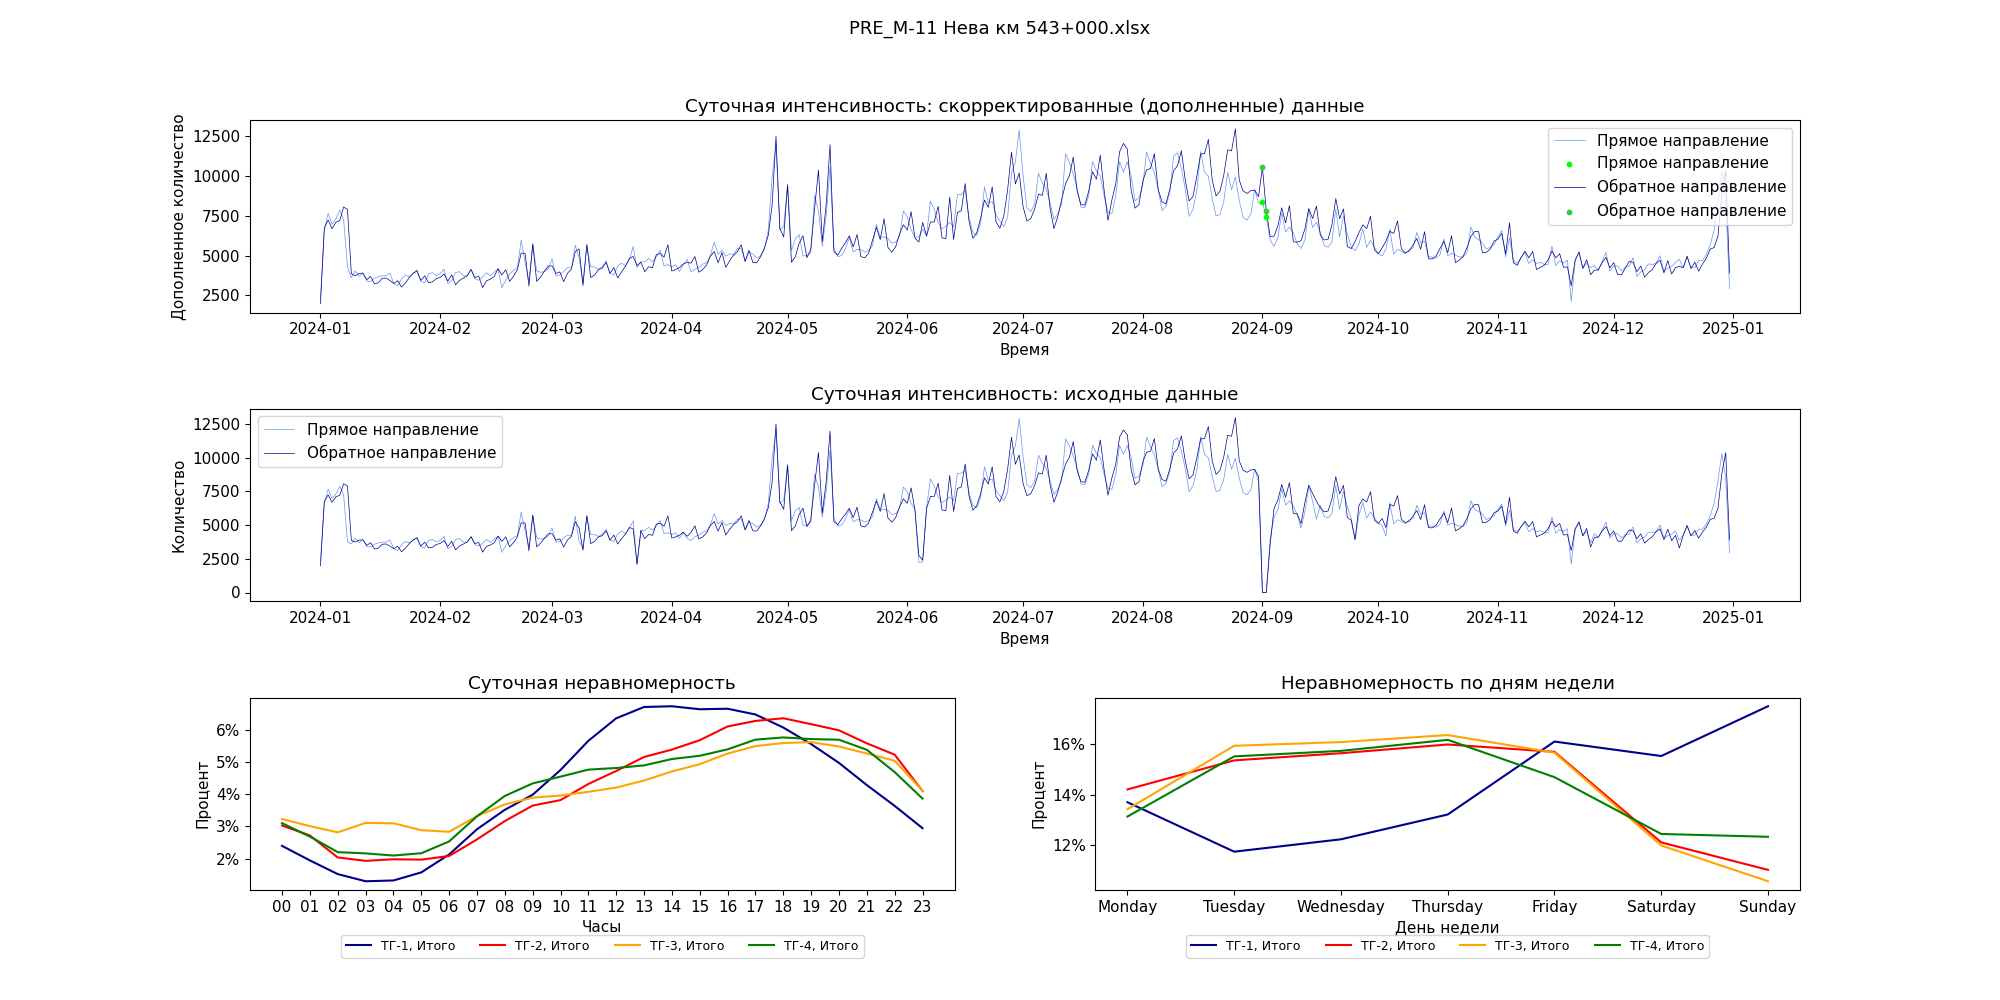 PRE_M-11 Нева км 543+000.xlsx
Суточная интенсивность: скорректированные (дополненные) данные
Дополненное количество
12500
10000
7500
5000
2500
Прямое направление
Прямое направление
Обратное направление
Обратное направление
2024-01 2024-02 2024-03 2024-04 2024-05 2024-06 2024-07 2024-08 2024-09 2024-10 2024-11 2024-12 2025-01
Время
Суточная интенсивность: исходные данные
Количество
12500
10000
7500
5000
2500
0
Прямое направление
Обратное направление
2024-01 2024-02 2024-03 2024-04 2024-05 2024-06 2024-07 2024-08 2024-09 2024-10 2024-11 2024-12 2025-01
Время
Суточная неравномерность
Процент
6%
5%
4%
3%
2%
00 01 02 03 04 05 06 07 08 09 10 11 12 13 14 15 16 17 18 19 20 21 22 23
Часы
ТГ-1, Итого ТГ-2, Итого ТГ-3, Итого ТГ-4, Итого
Неравномерность по дням недели
Процент
16%
14%
12%
Monday Tuesday Wednesday Thursday Friday Saturday Sunday
День недели
ТГ-1, Итого ТГ-2, Итого ТГ-3, Итого ТГ-4, Итого